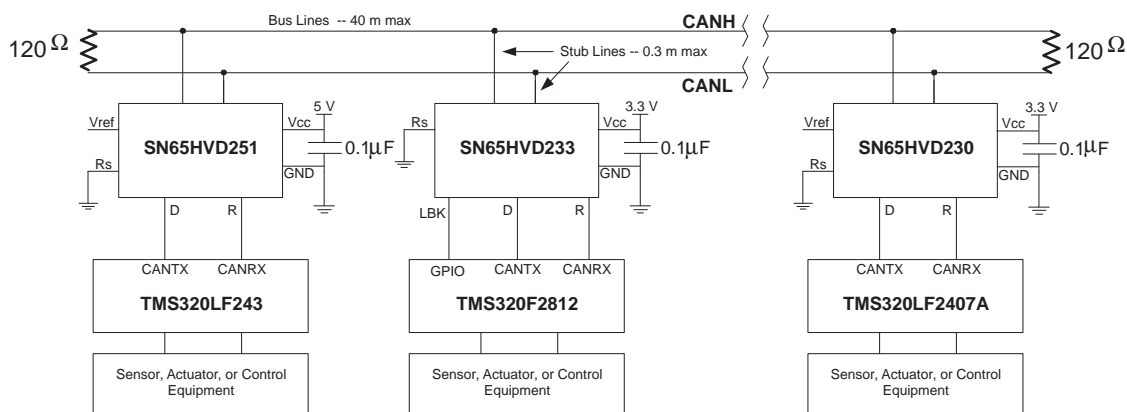 Bus Lines -- 40 m max
CANH
120 Ω
Stub Lines -- 0.3 m max
120 Ω
CANL
5 V
Vref
Vcc
SN65HVD251
0.1µF
Rs
GND
D
R
3.3 V
Rs
Vcc
SN65HVD233
0.1µF
GND
LBK
D
R
3.3 V
Vref
Vcc
SN65HVD230
0.1µF
Rs
GND
D
R
CANTX
CANRX
TMS320LF243
GPIO
CANTX
CANRX
TMS320F2812
CANTX
CANRX
TMS320LF2407A
Sensor, Actuator, or Control
Equipment
Sensor, Actuator, or Control
Equipment
Sensor, Actuator, or Control
Equipment